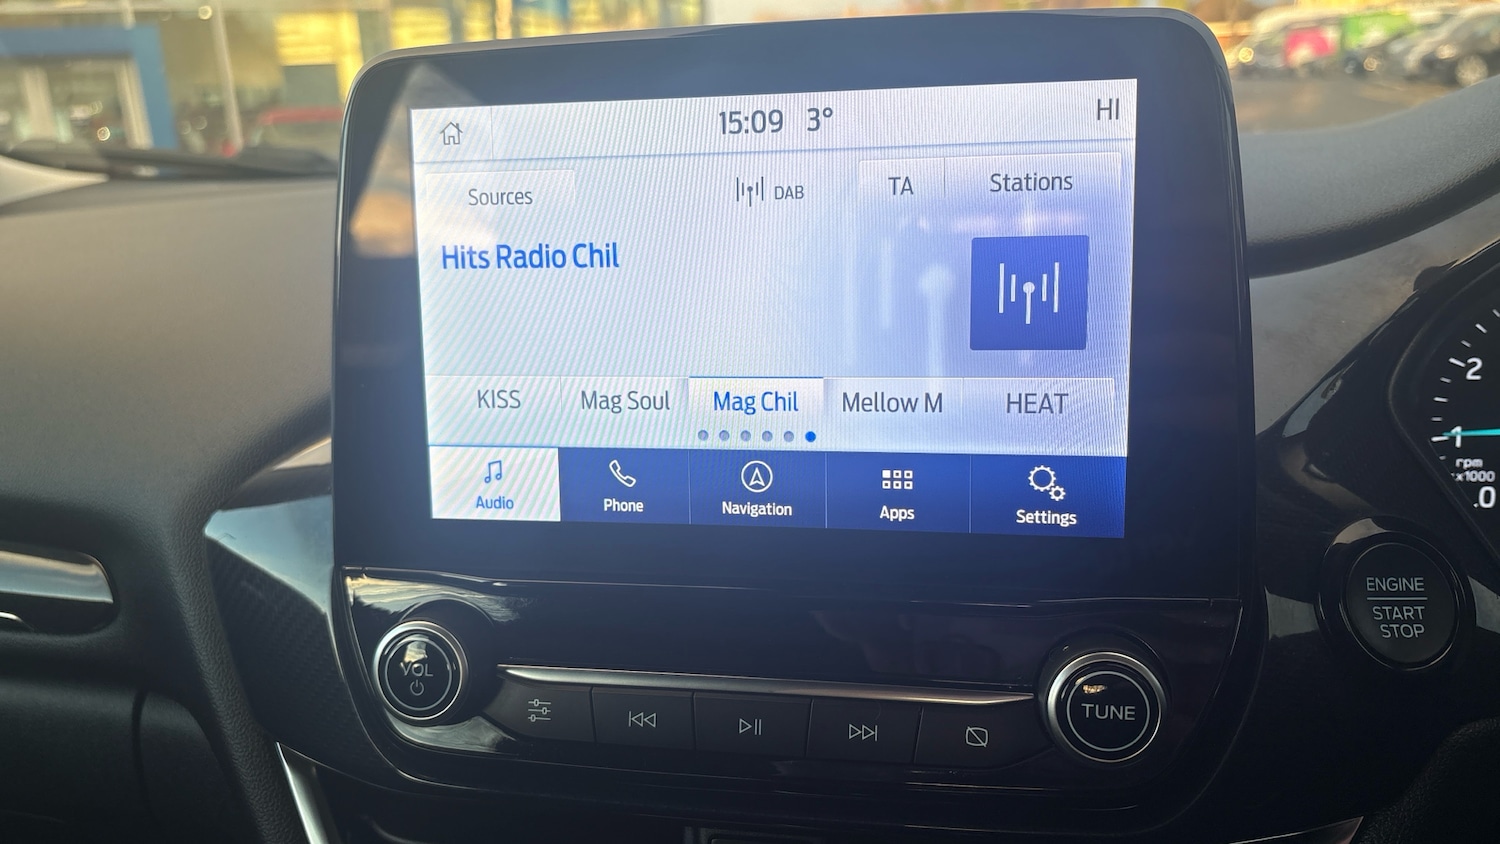 15:09 3° HI
Sources DAB TA Stations
Hits Radio Chil
KISS Mag Soul Mag Chil Mellow M HEAT
Audio Phone Navigation Apps Settings
VOL
TUNE
ENGINE
START
STOP
2
1
rpm
x1000
.0